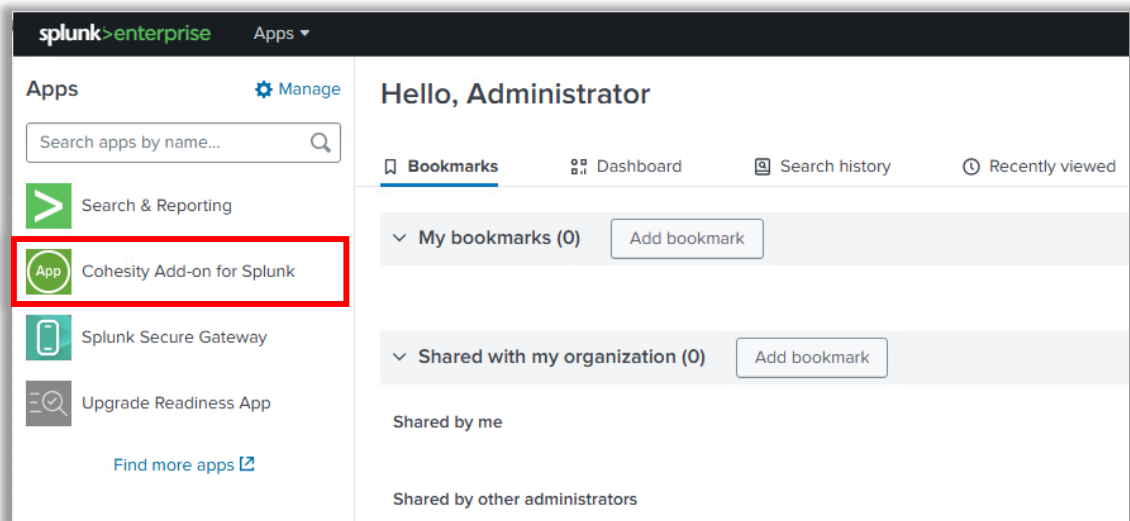 splunk>enterprise Apps
Apps Manage
Search apps by name...
Search & Reporting
App Cohesity Add-on for Splunk
Splunk Secure Gateway
Upgrade Readiness App
Find more apps
Hello, Administrator
Bookmarks Dashboard Search history Recently viewed
My bookmarks (0) Add bookmark
Shared with my organization (0) Add bookmark
Shared by me
Shared by other administrators